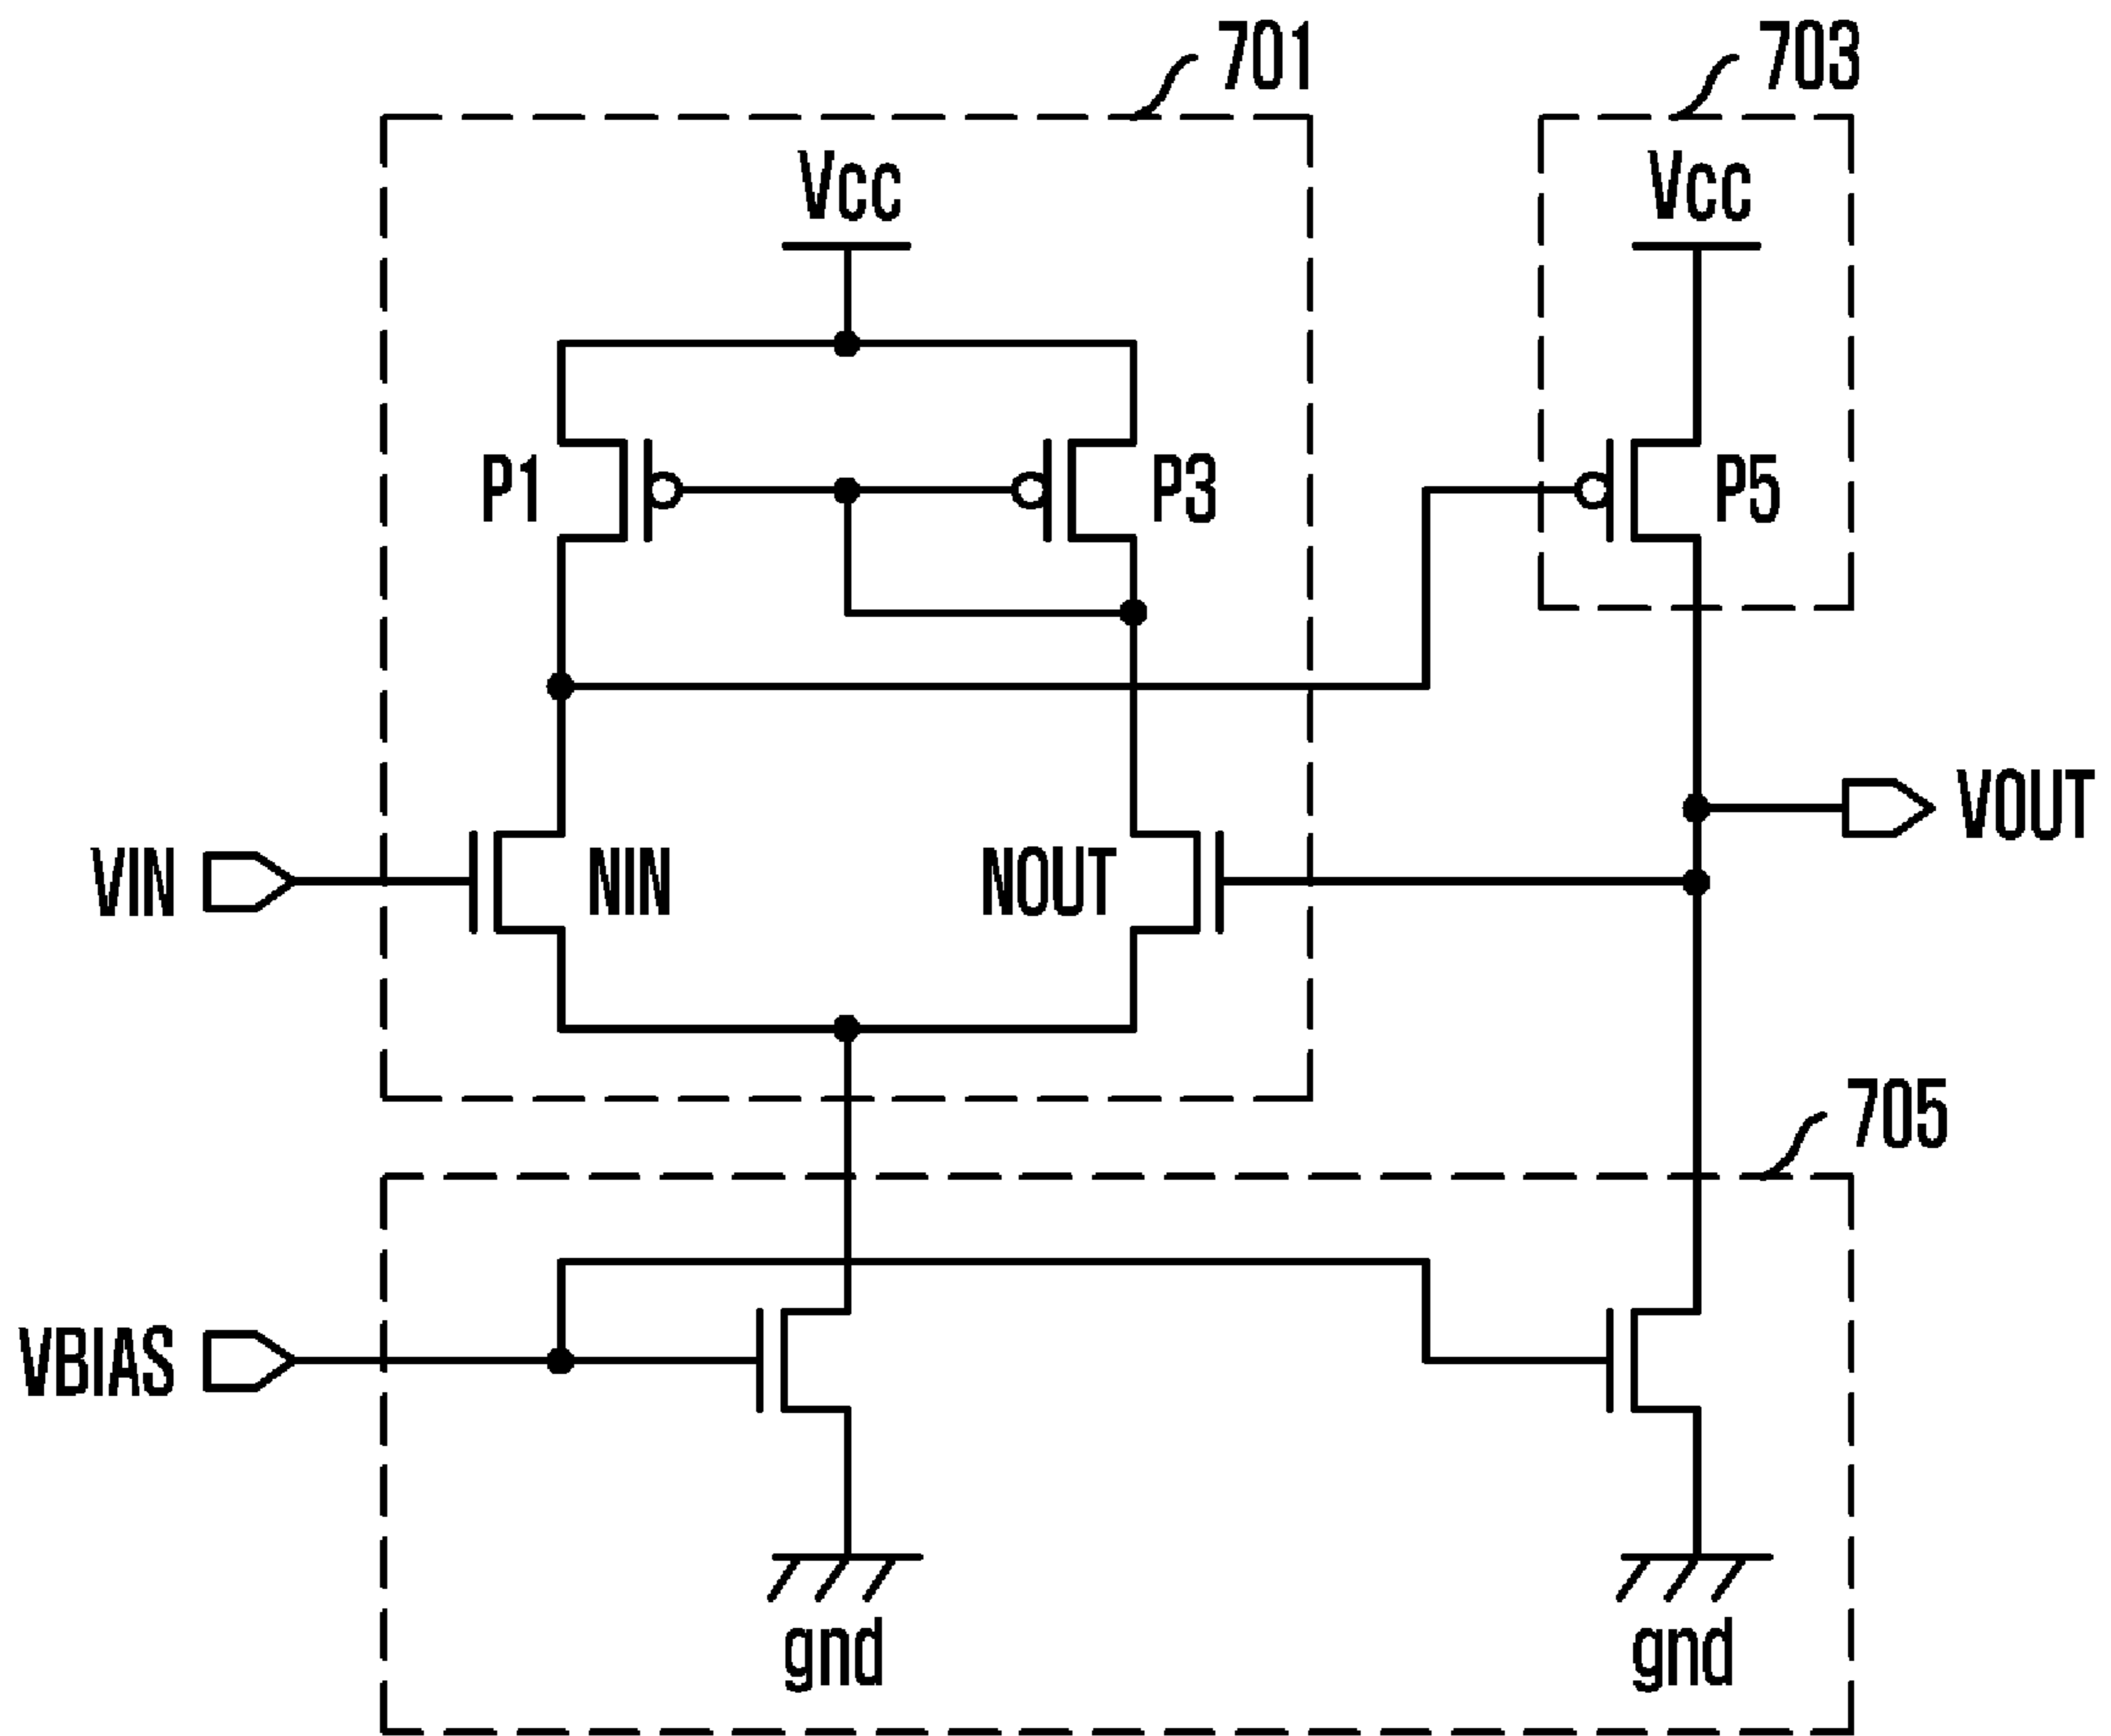 701
703
Vcc
Vcc
P1
P3
P5
VOUT
VIN
NIN
NOUT
705
VBIAS
gnd
gnd